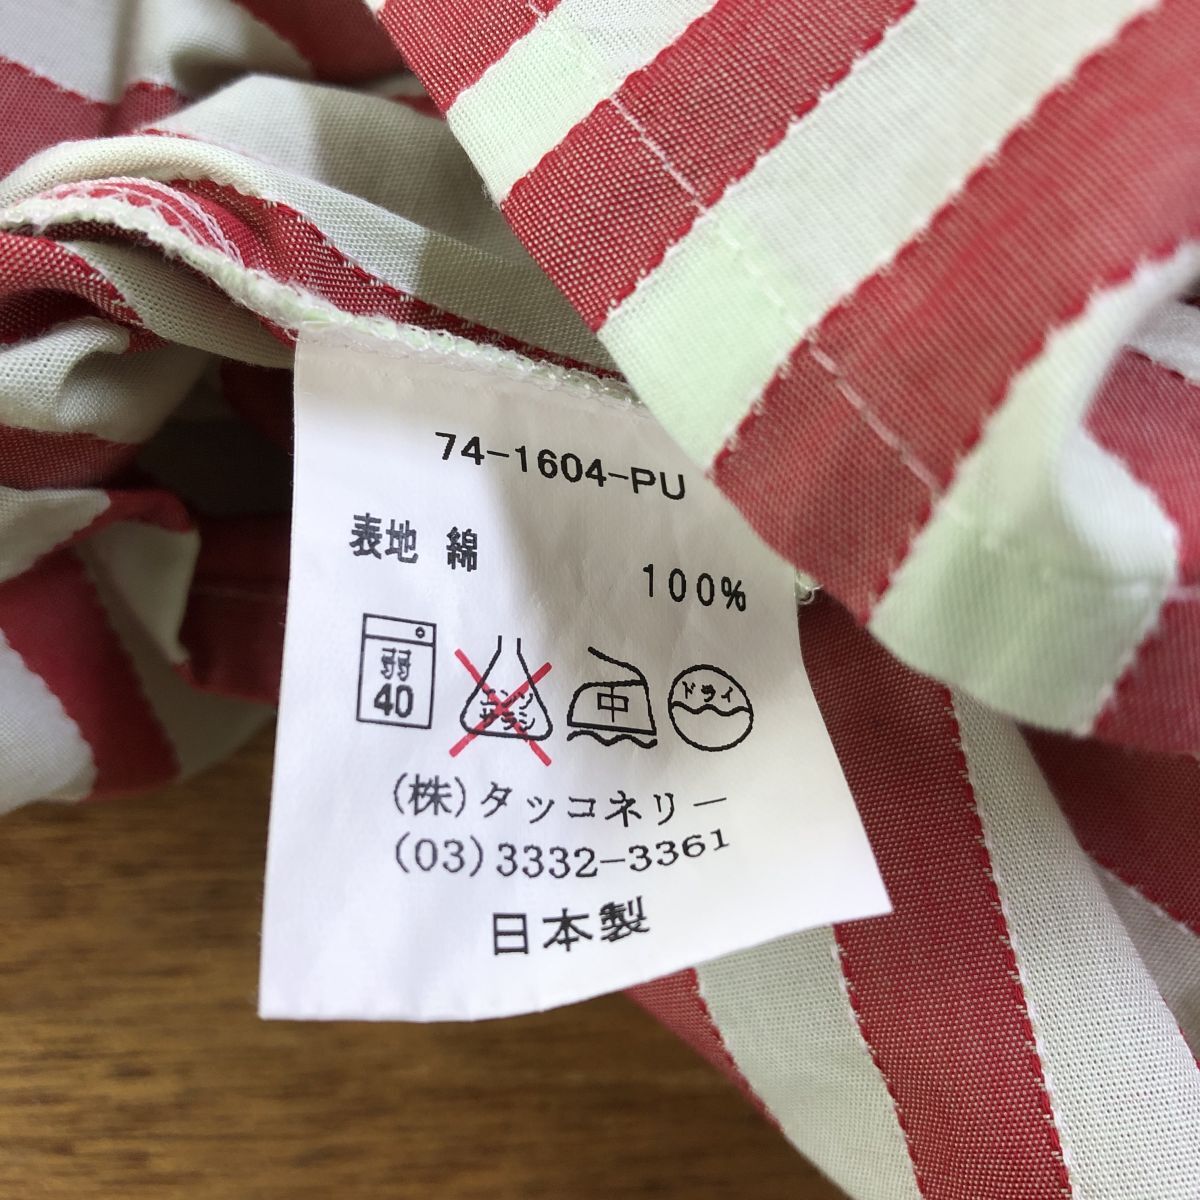 74-1604-PU
表地 綿
100%
弱
40
エンソ
サラシ
中
ドライ
(株)タッコネリー
(03)3332-3361
日本製